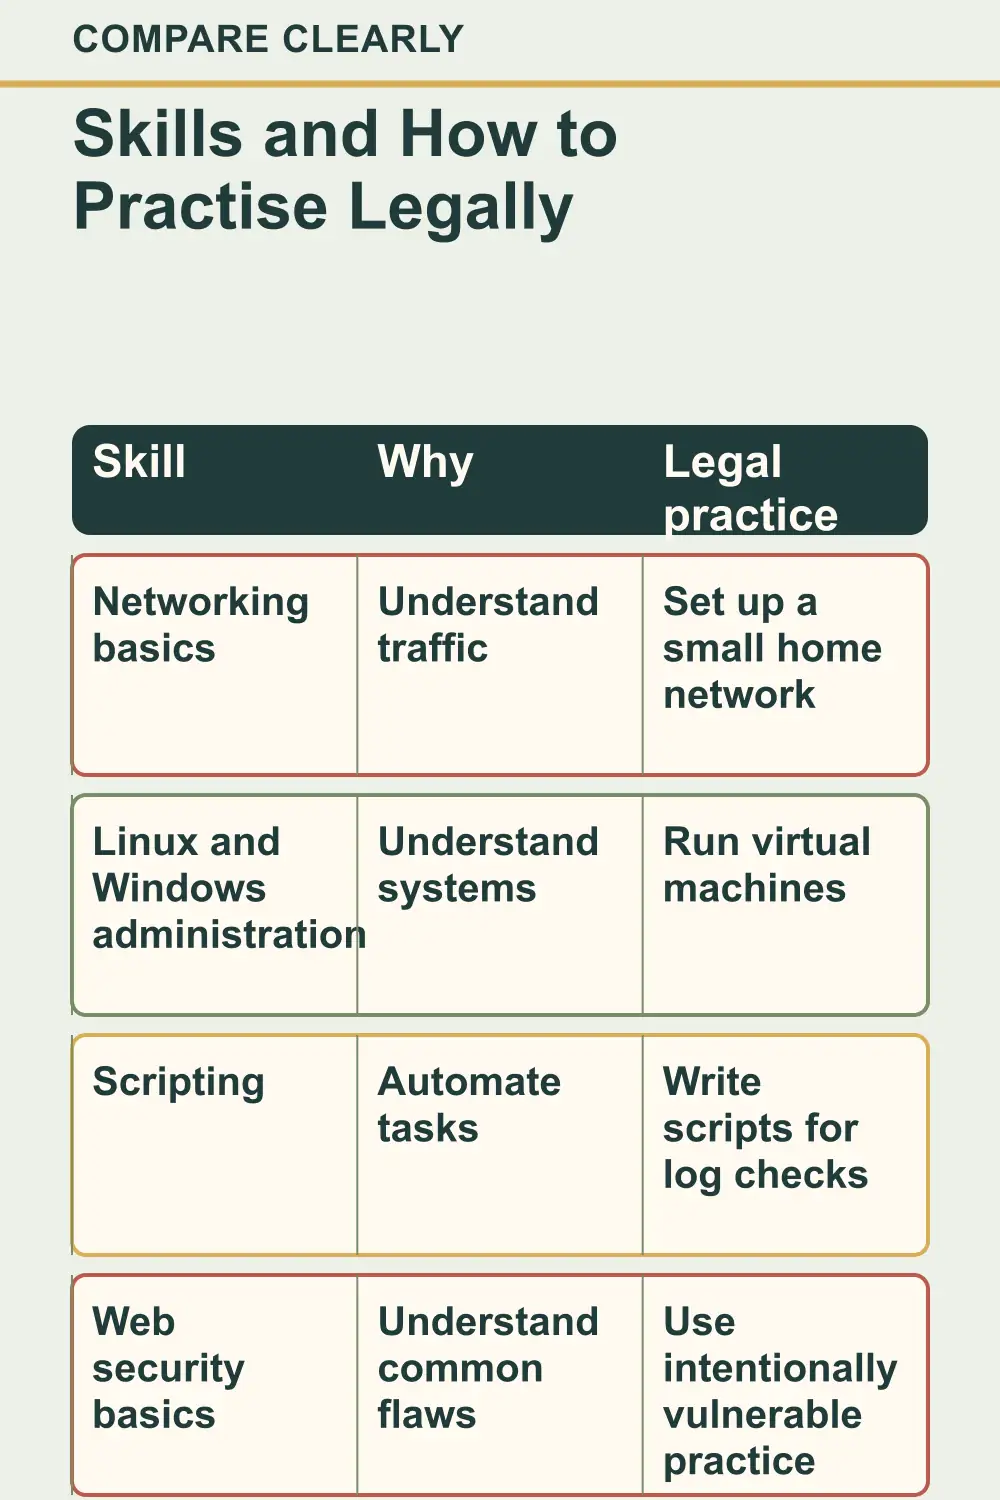 COMPARE CLEARLY
Skills and How to
Practise Legally
Skill
Why
Legal
practice
Networking
basics
Understand
traffic
Set up a
small home
network
Linux and
Windows
administration
Understand
systems
Run virtual
machines
Scripting
Automate
tasks
Write
scripts for
log checks
Web
security
basics
Understand
common
flaws
Use
intentionally
vulnerable
practice